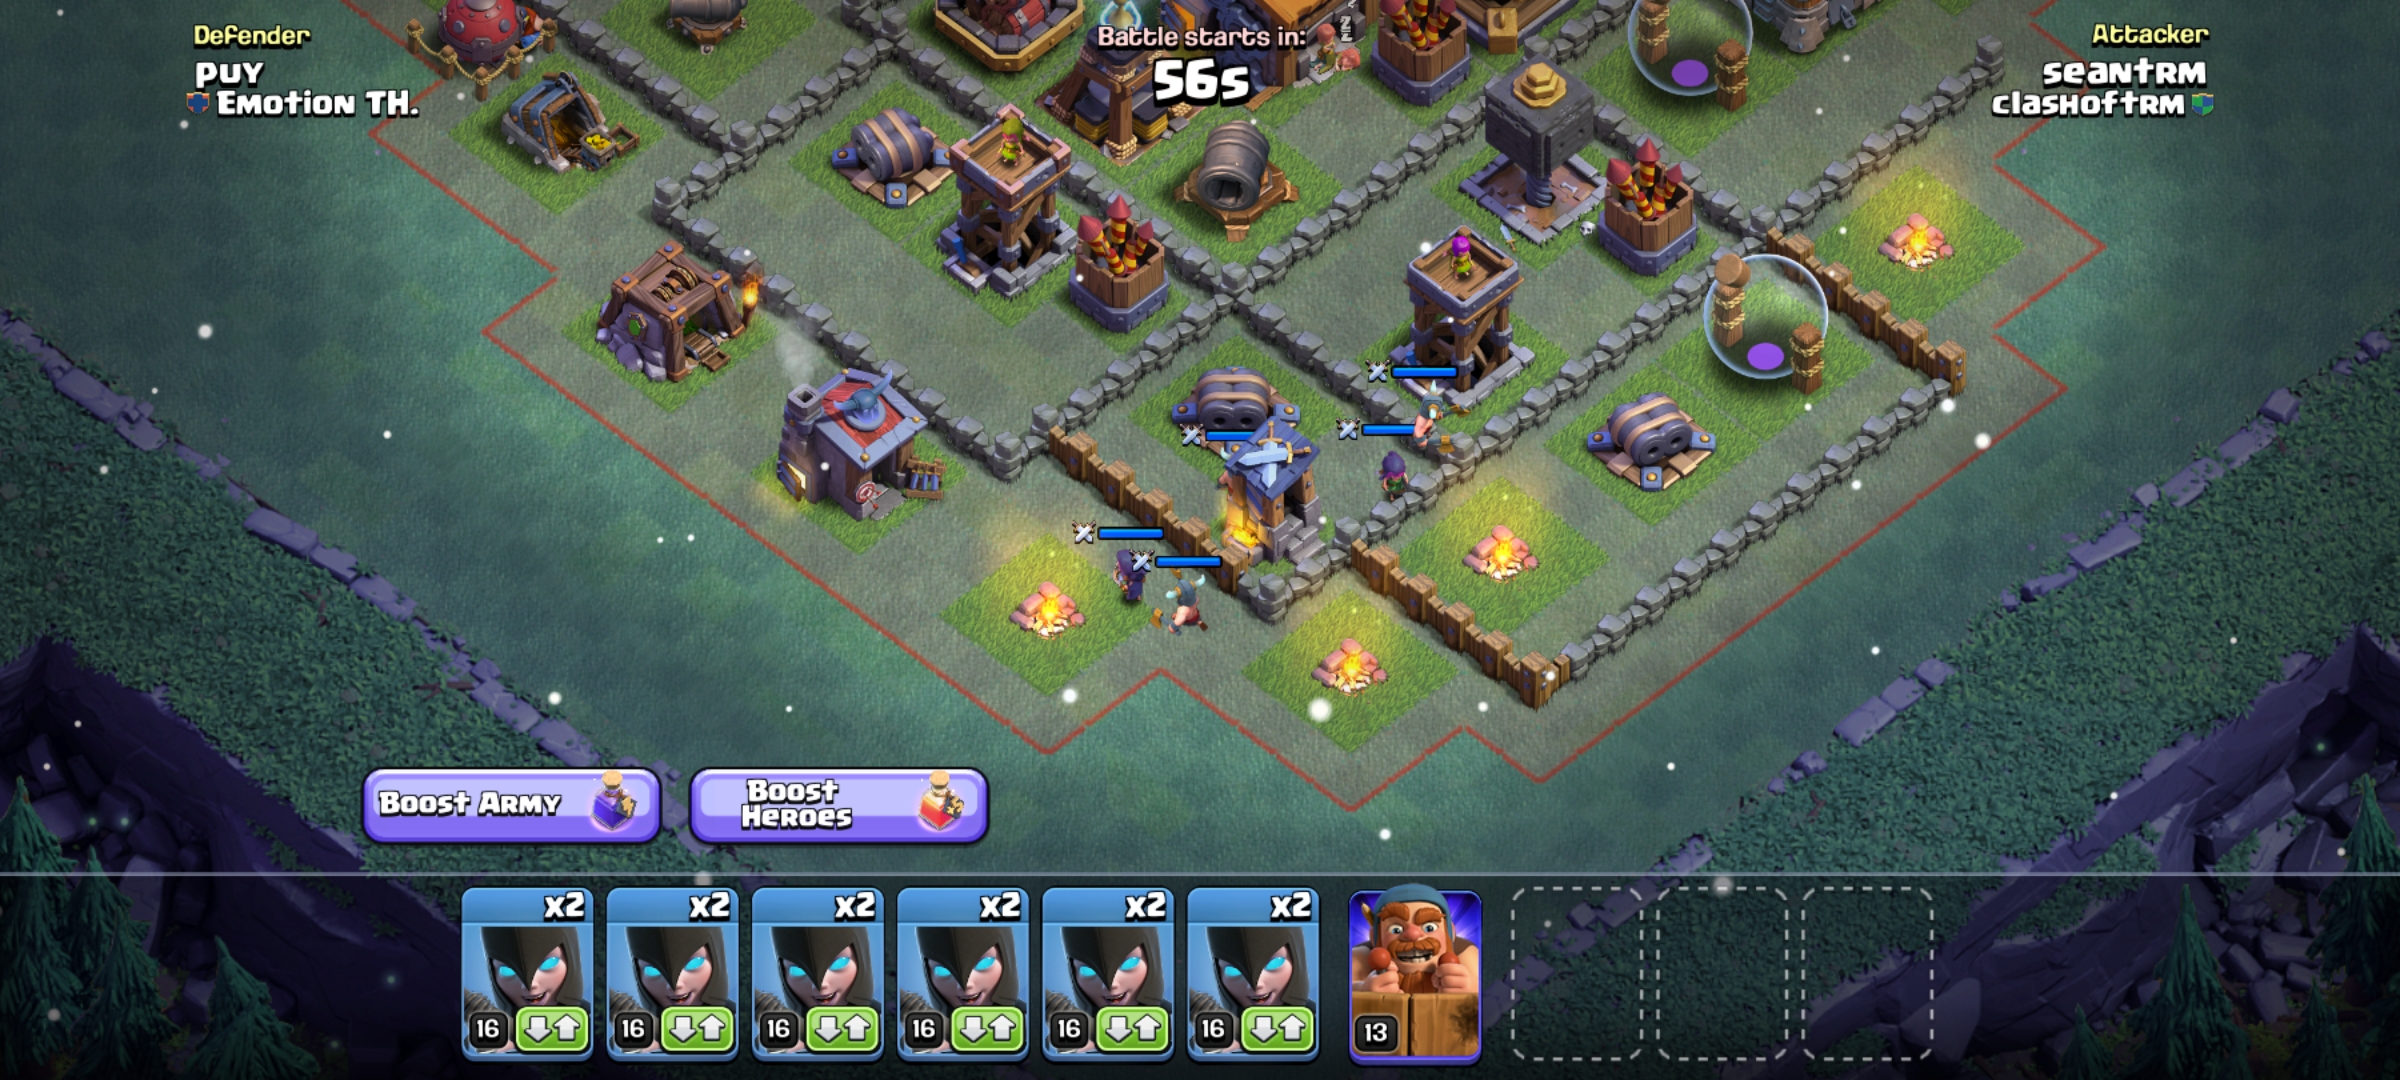 Defender
PUY
Emotion TH.
Battle starts in:
56s
Attacker
seantRM
clashoftRM
Boost Army
Boost
Heroes
x2
x2
x2
x2
x2
x2
16
16
16
16
16
16
13